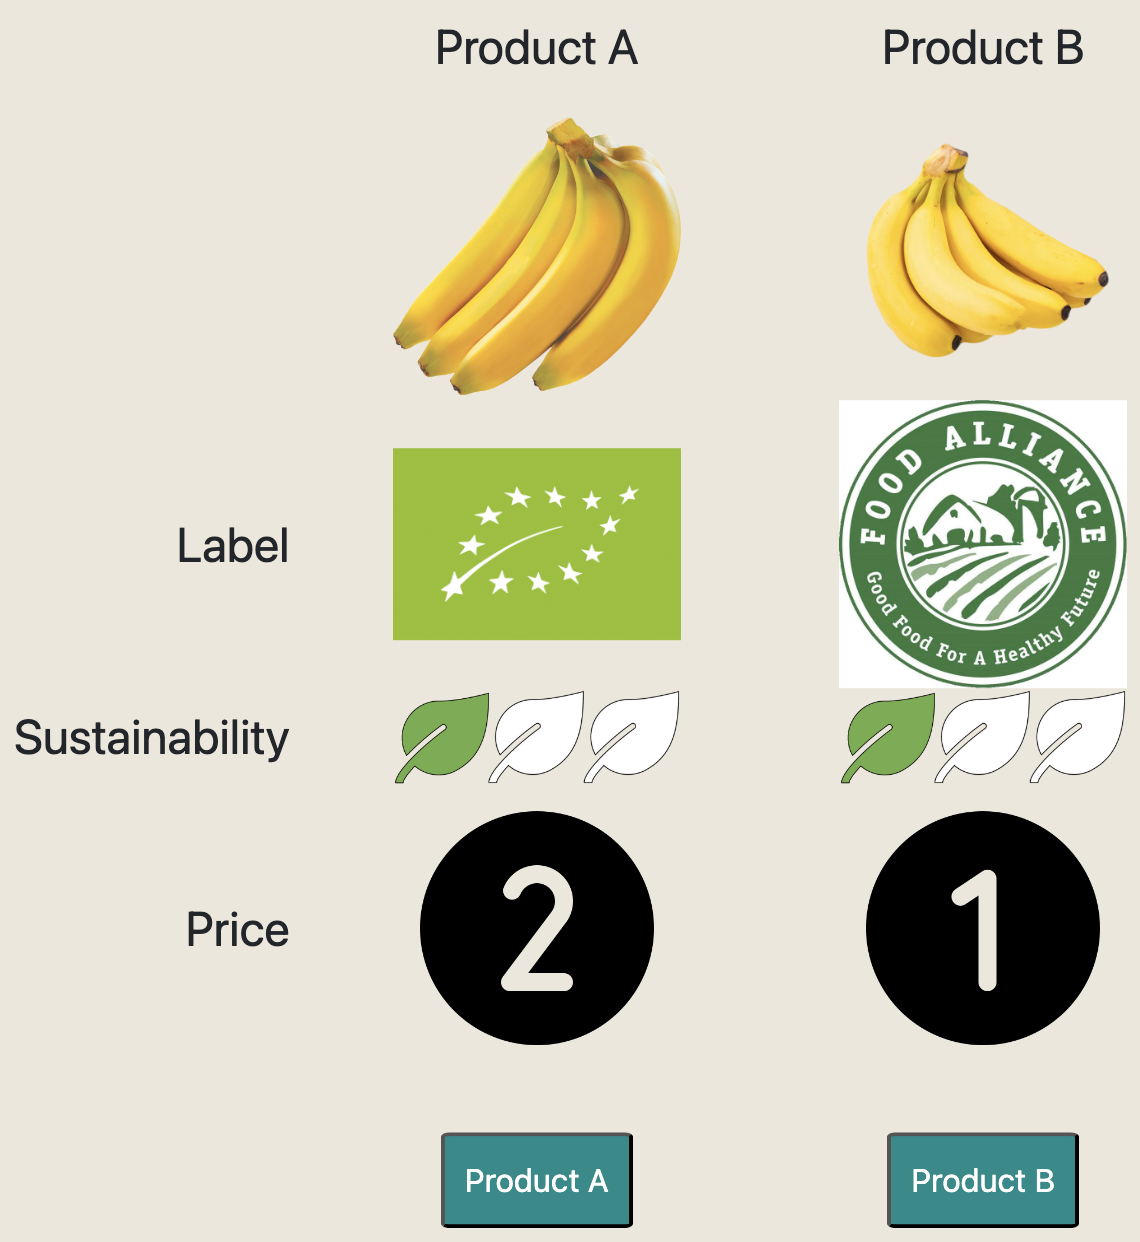 Product A
Product B
Label
FOOD ALLIANCE
Good Food For A Healthy Future
Sustainability
Price
2
1
Product A
Product B